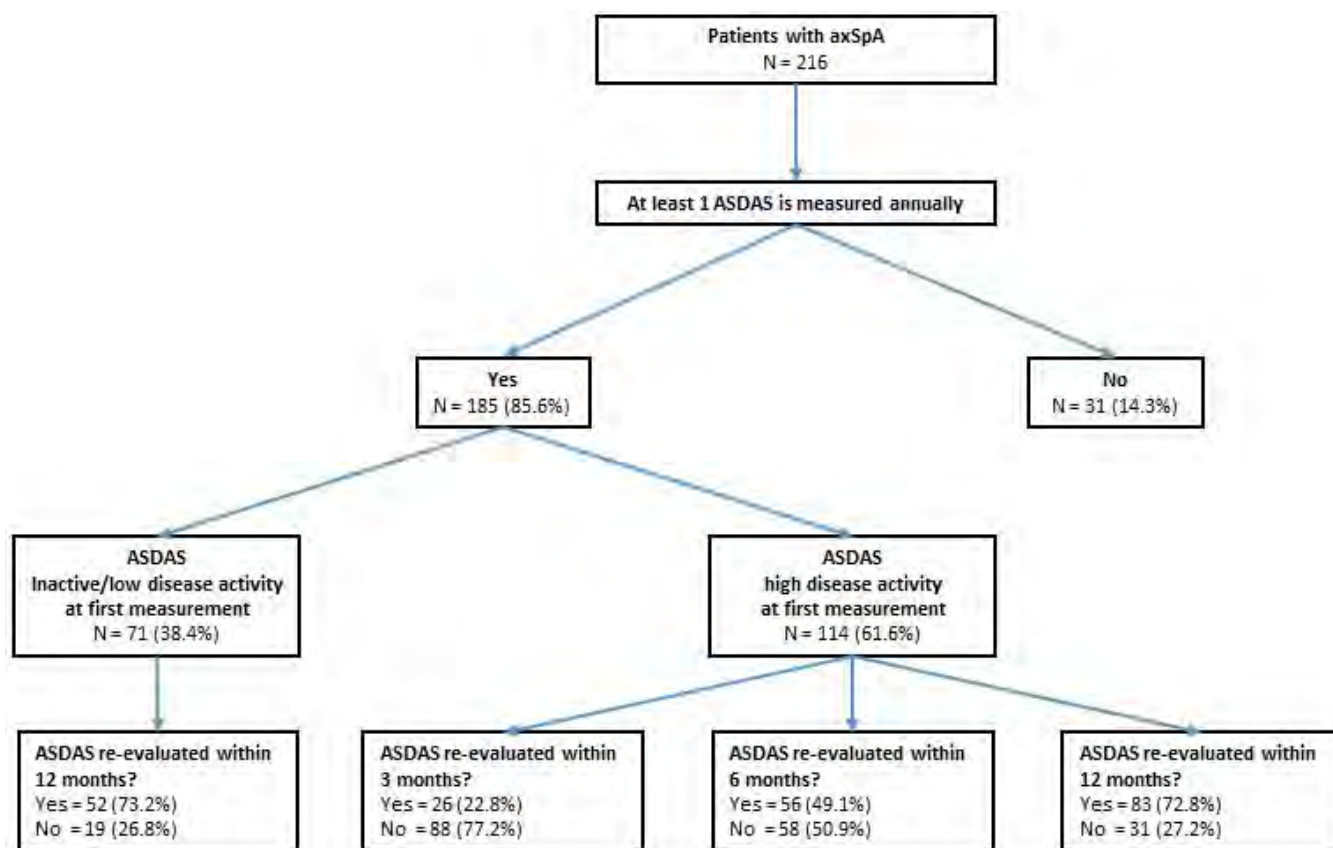 Patients with axSpA
N = 216
At least 1 ASDAS is measured annually
Yes
N = 185 (85.6%)
No
N = 31 (14.3%)
ASDAS
Inactive/low disease activity
at first measurement
N = 71 (38.4%)
ASDAS
high disease activity
at first measurement
N = 114 (61.6%)
ASDAS re-evaluated within
12 months?
Yes = 52 (73.2%)
No = 19 (26.8%)
ASDAS re-evaluated within
3 months?
Yes = 26 (22.8%)
No = 88 (77.2%)
ASDAS re-evaluated within
6 months?
Yes = 56 (49.1%)
No = 58 (50.9%)
ASDAS re-evaluated within
12 months?
Yes = 83 (72.8%)
No = 31 (27.2%)